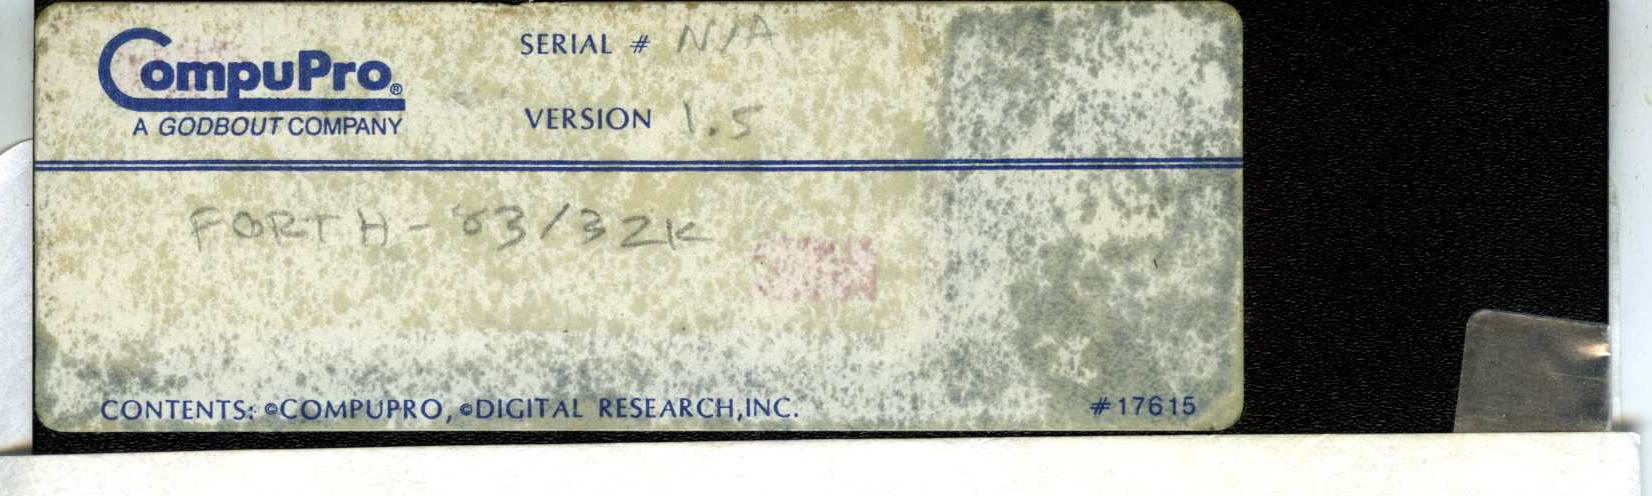 CompuPro®
A GODBOUT COMPANY
SERIAL # N/A
VERSION 1.5
FORTH-83/32K
CONTENTS: ©COMPUPRO, ©DIGITAL RESEARCH, INC.
#17615